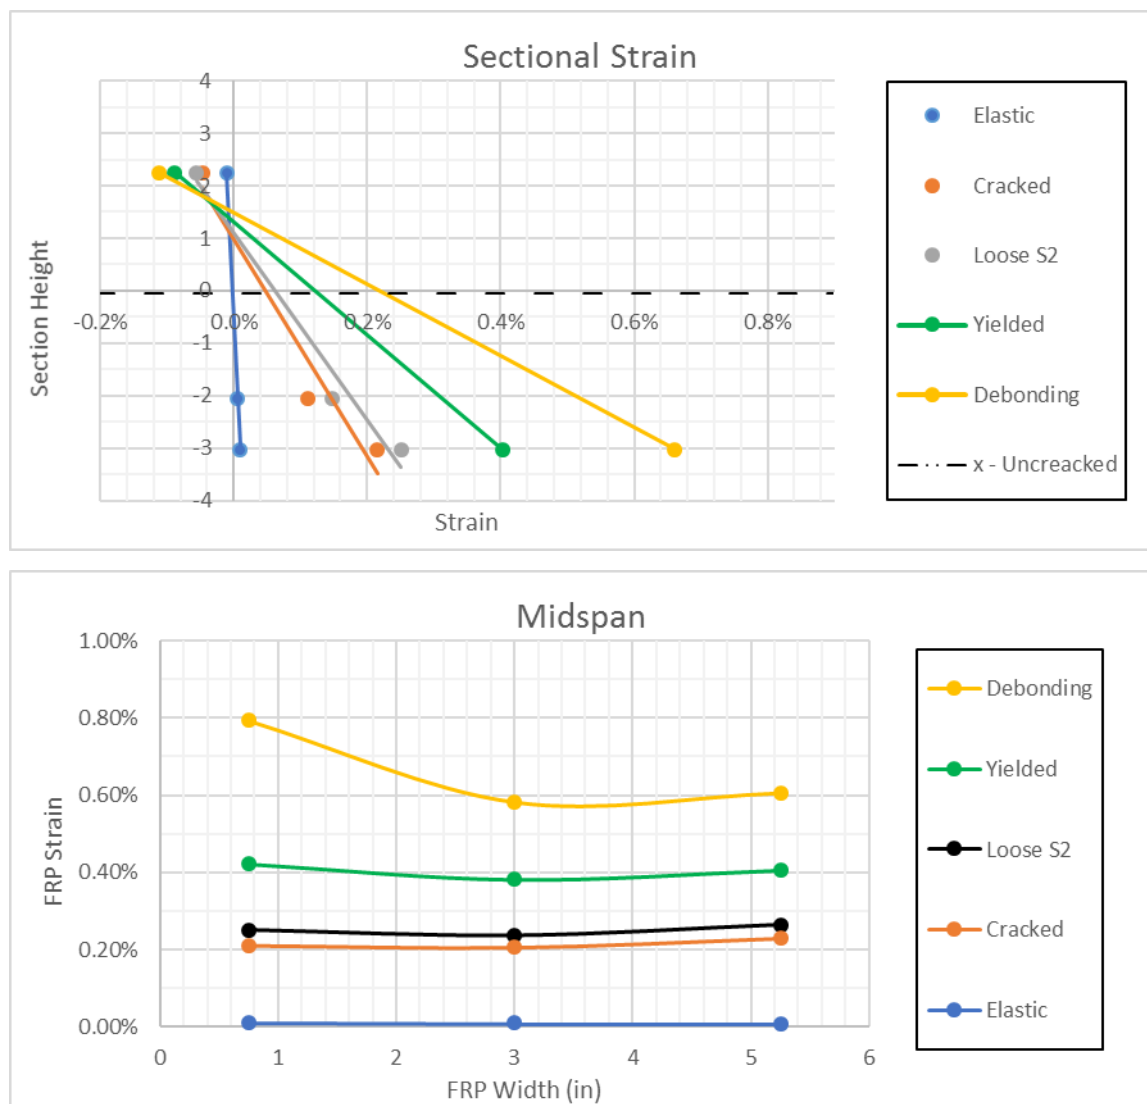 Sectional Strain
4
3
2
1
0
-1
-2
-3
-4
-0.2%
0.0%
0.2%
0.4%
0.6%
0.8%
Section Height
Strain
Elastic
Cracked
Loose S2
Yielded
Debonding
x - Uncreacked
Midspan
1.00%
0.80%
0.60%
0.40%
0.20%
0.00%
0
1
2
3
4
5
6
FRP Strain
FRP Width (in)
Debonding
Yielded
Loose S2
Cracked
Elastic